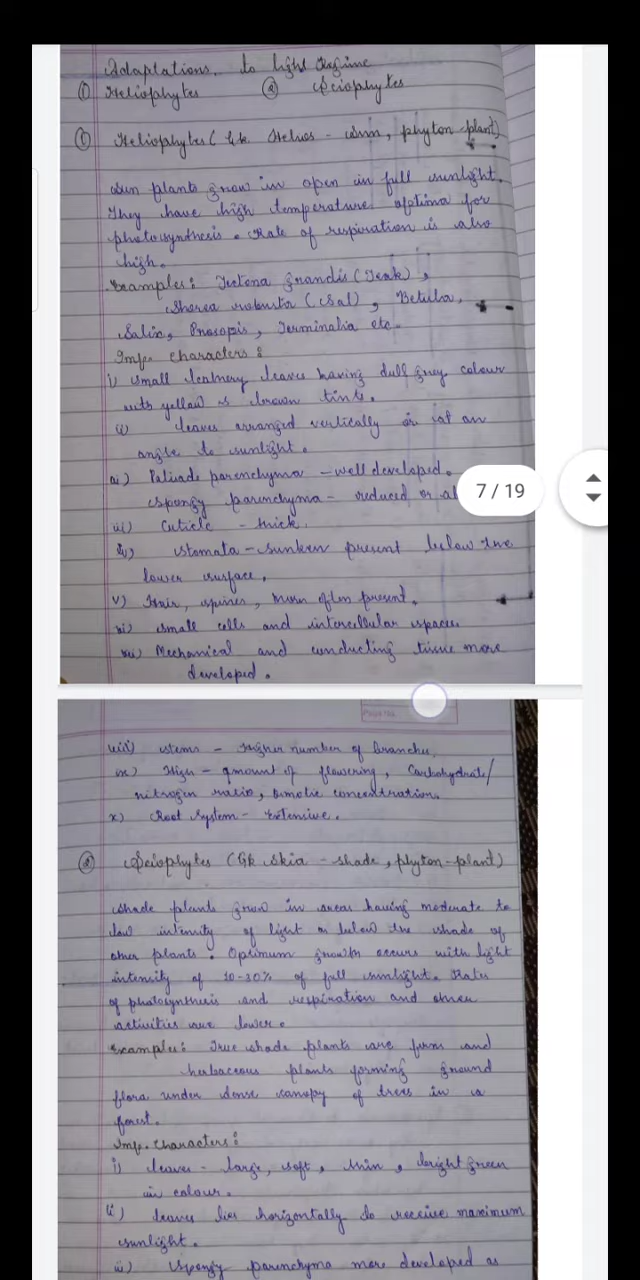 Adaptations to light Regime
① Heliophytes ② Sciophytes
① Heliophytes (Gk Helios - sun, phyton-plant)
Sun plants grow in open in full sunlight.
They have high temperature optima for
photosynthesis. Rate of respiration is also
high.
Examples: Tectona grandis (Teak),
Shorea robusta (Sal), Betula,
Salix, Prosopis, Terminalia etc.
Imp. characters:
i) small leathery leaves having dull grey colour
with yellow & brown tints.
ii) leaves arranged vertically or at an
angle to sunlight.
Palisade parenchyma - well developed.
spongy parenchyma - reduced or
7 / 19
iii) Cuticle - thick.
iv) stomata - sunken present below the
lower surface.
v) Hair, spines, often present.
vi) small cells and intercellular spaces
vii) Mechanical and conducting tissue more
developed.
Page No.
viii) stems - Higher number of branches.
ix) High - amount of flowering, Carbohydrate/
nitrogen ratio, osmotic concentration.
x) Root System - Extensive.
② Sciophytes (Gk Skia - shade, phyton-plant)
Shade plants grow in areas having moderate to
low intensity of light or below the shade of
other plants. Optimum growth occurs with light
intensity of 10-30% of full sunlight. Rates
of photosynthesis and respiration and other
activities are lower.
Examples: True shade plants are ferns and
herbaceous plants forming ground
flora under dense canopy of trees in a
forest.
Imp. Characters:
i) leaves - large, soft, thin, bright green
in colour.
ii) leaves lies horizontally to receive maximum
sunlight.
iii) spongy parenchyma more developed as